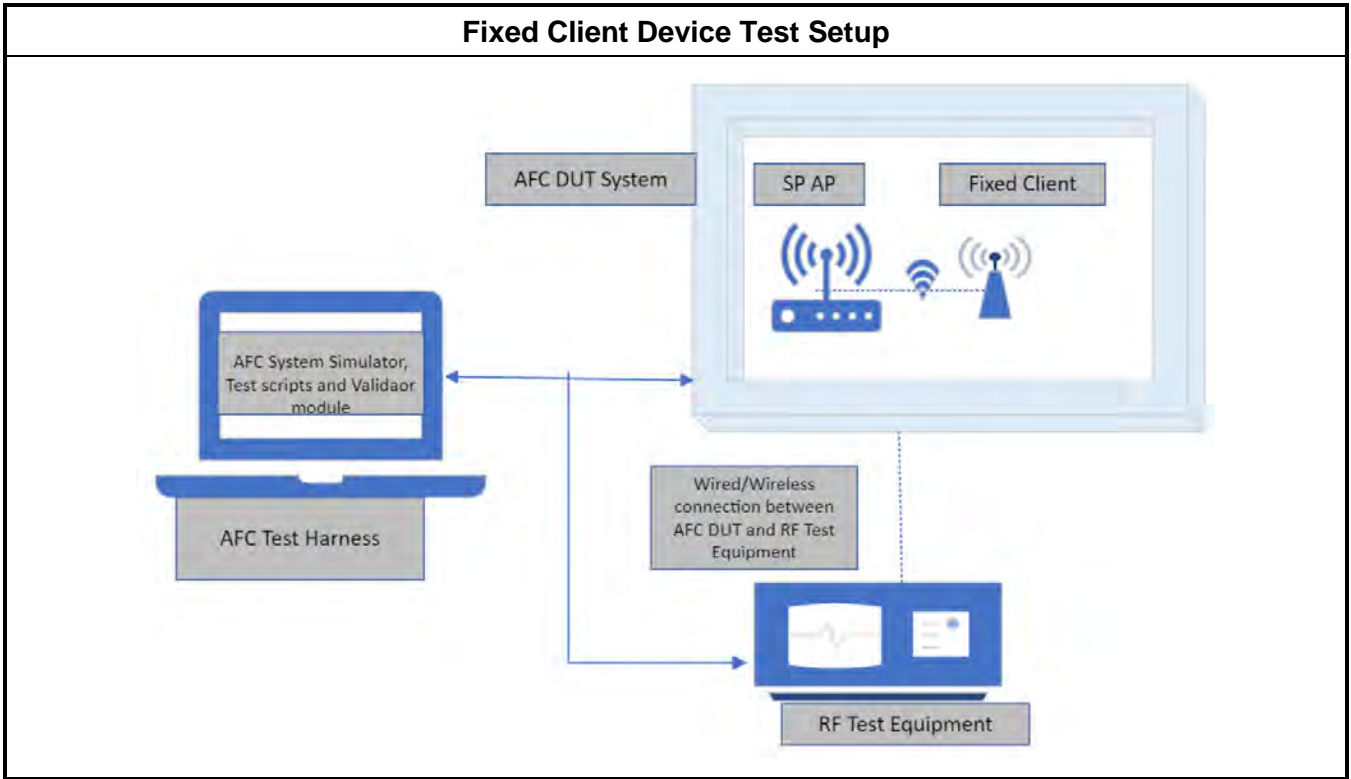 Fixed Client Device Test Setup
AFC DUT System
SP AP
Fixed Client
AFC System Simulator,
Test scripts and Validaor
module
AFC Test Harness
Wired/Wireless
connection between
AFC DUT and RF Test
Equipment
RF Test Equipment